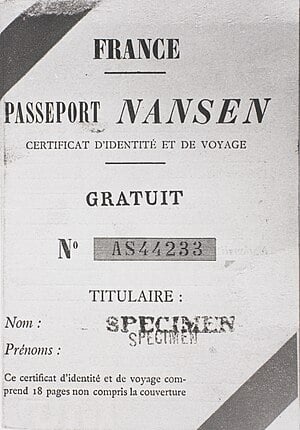 FRANCE
PASSEPORT NANSEN
CERTIFICAT D'IDENTITÉ ET DE VOYAGE
GRATUIT
N° AS44233
TITULAIRE :
Nom : SPECIMEN
SPECIMEN
Prénoms :
Ce certificat d'identité et de voyage com-
prend 18 pages non compris la couverture